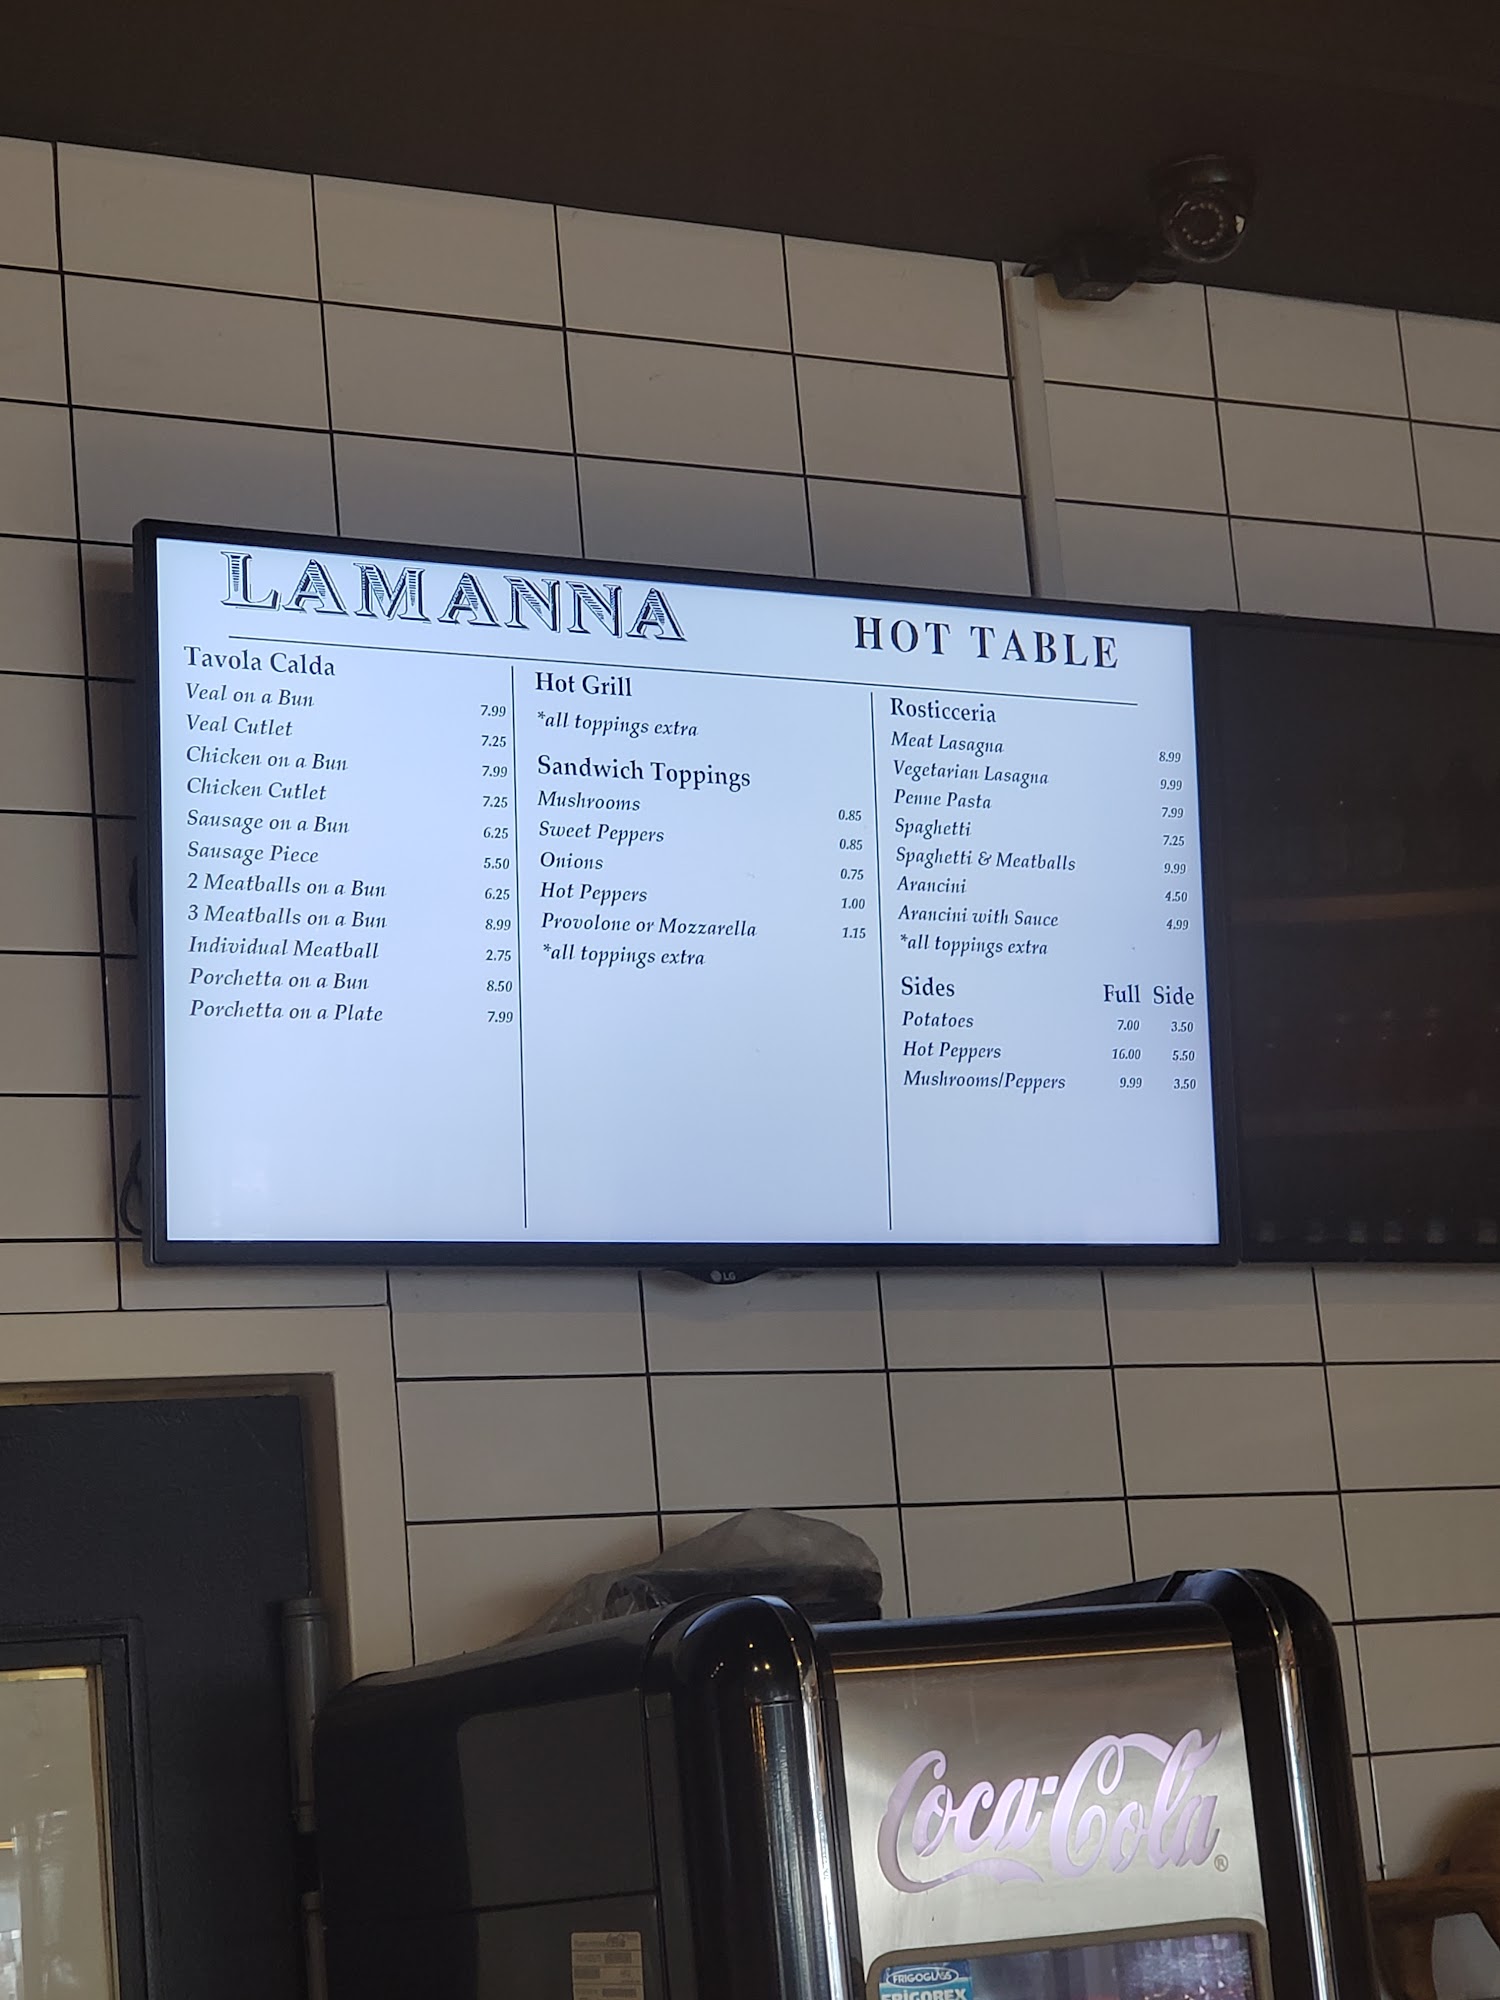 LAMANNA
HOT TABLE
Tavola Calda
Veal on a Bun 7.99
Veal Cutlet 7.25
Chicken on a Bun 7.99
Chicken Cutlet 7.25
Sausage on a Bun 6.25
Sausage Piece 5.50
2 Meatballs on a Bun 6.25
3 Meatballs on a Bun 8.99
Individual Meatball 2.75
Porchetta on a Bun 8.50
Porchetta on a Plate 7.99
Hot Grill
*all toppings extra
Sandwich Toppings
Mushrooms 0.85
Sweet Peppers 0.85
Onions 0.75
Hot Peppers 1.00
Provolone or Mozzarella 1.15
*all toppings extra
Rosticceria
Meat Lasagna 8.99
Vegetarian Lasagna 9.99
Penne Pasta 7.99
Spaghetti 7.25
Spaghetti & Meatballs 9.99
Arancini 4.50
Arancini with Sauce 4.99
*all toppings extra
Sides Full Side
Potatoes 7.00 3.50
Hot Peppers 16.00 5.50
Mushrooms/Peppers 9.99 3.50
LG
Coca-Cola®
FRIGOGLASS
FRIGOREX